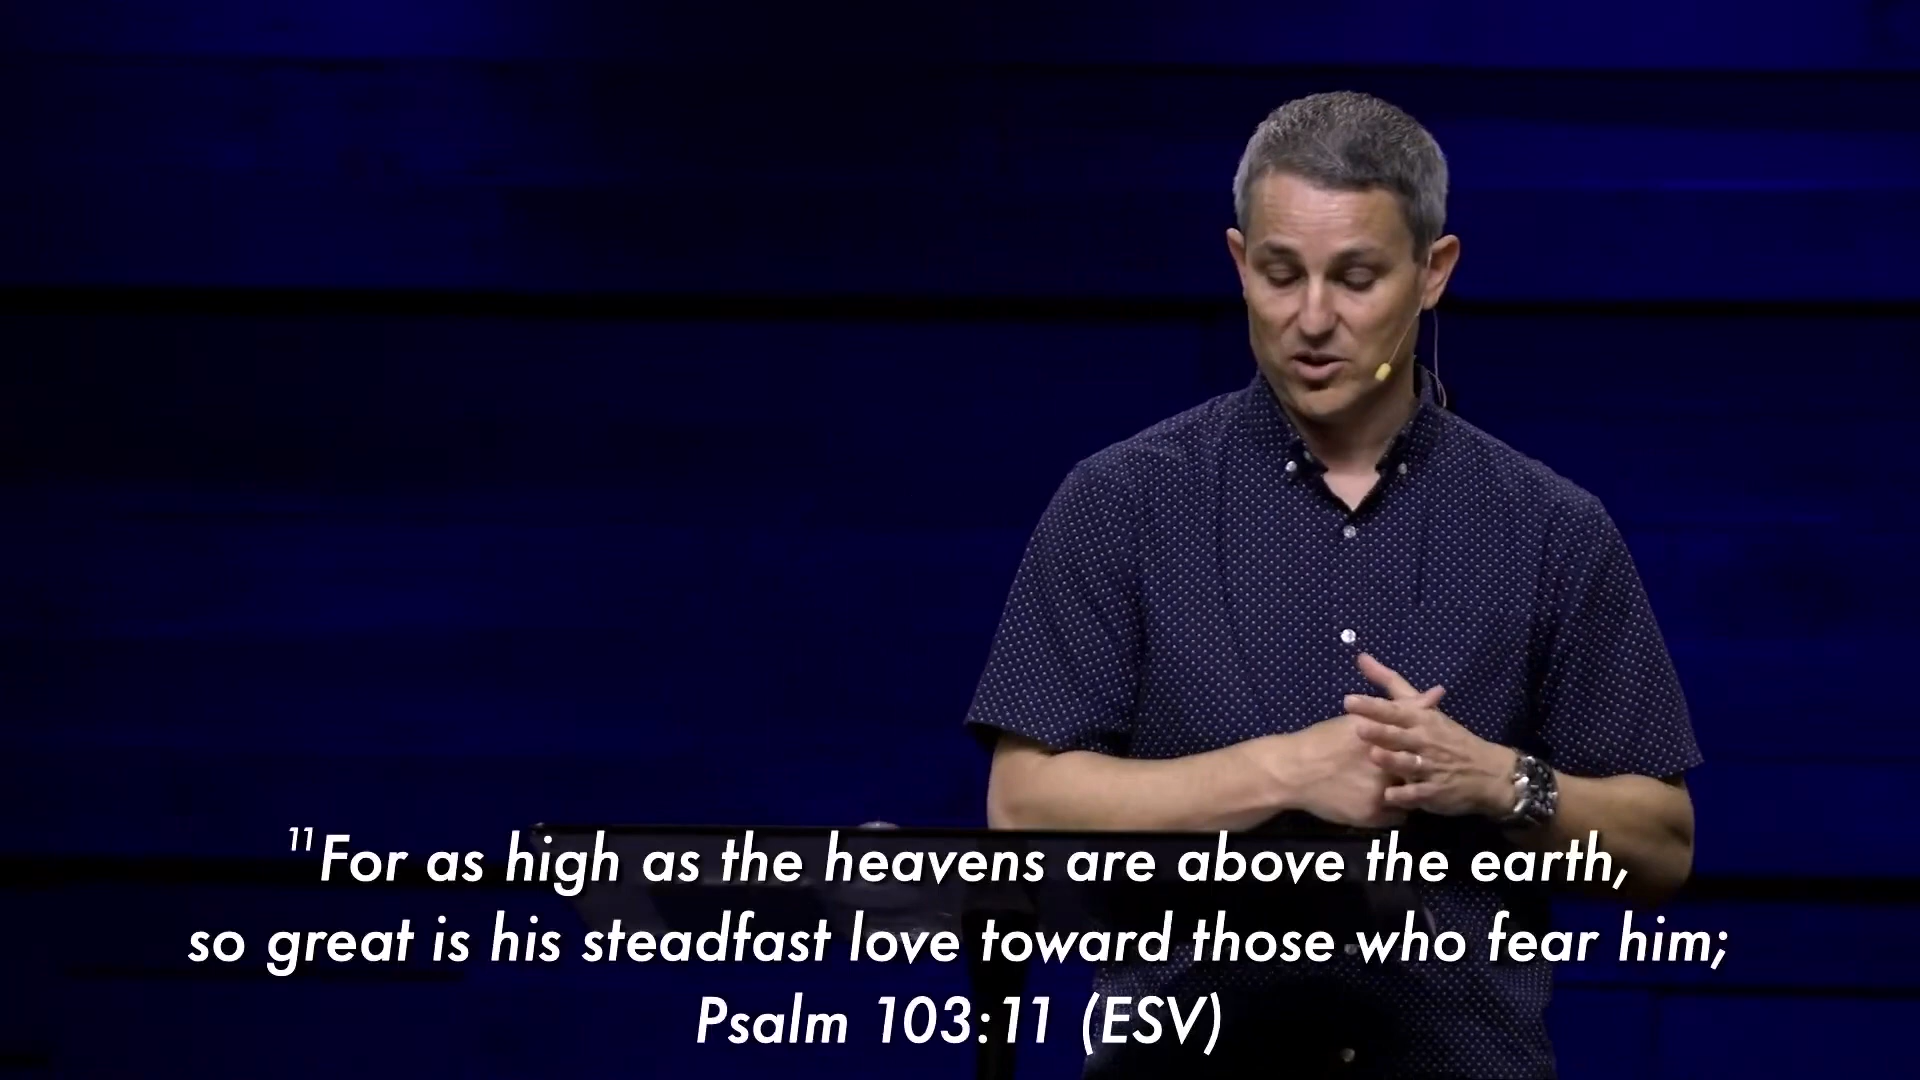 ¹¹For as high as the heavens are above the earth,
so great is his steadfast love toward those who fear him;
Psalm 103:11 (ESV)